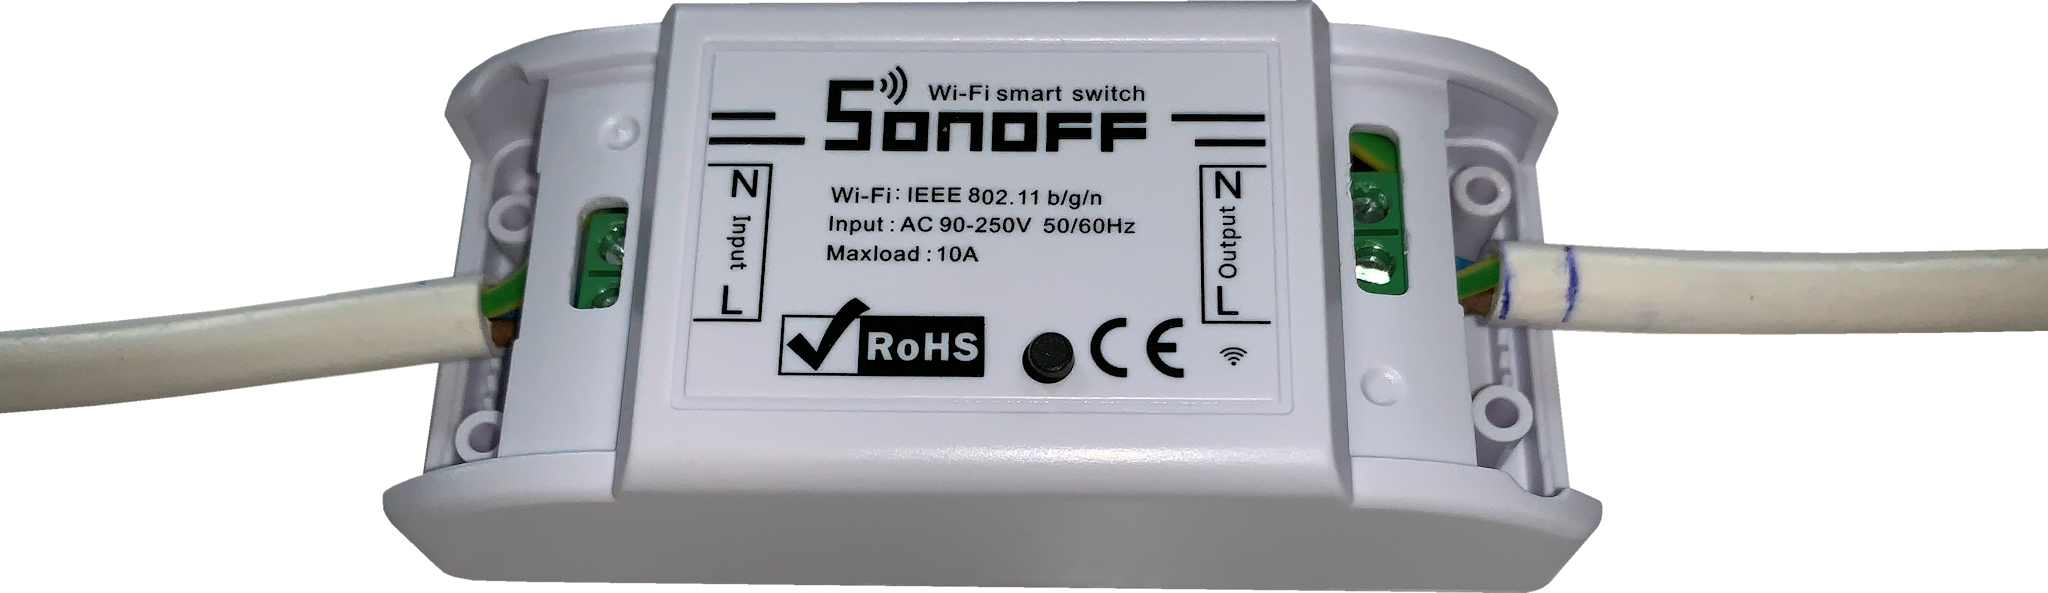 Wi-Fi smart switch
SONOFF
N Input L
Wi-Fi: IEEE 802.11 b/g/n
Input : AC 90-250V 50/60Hz
Maxload : 10A
N Output L
RoHS
CE